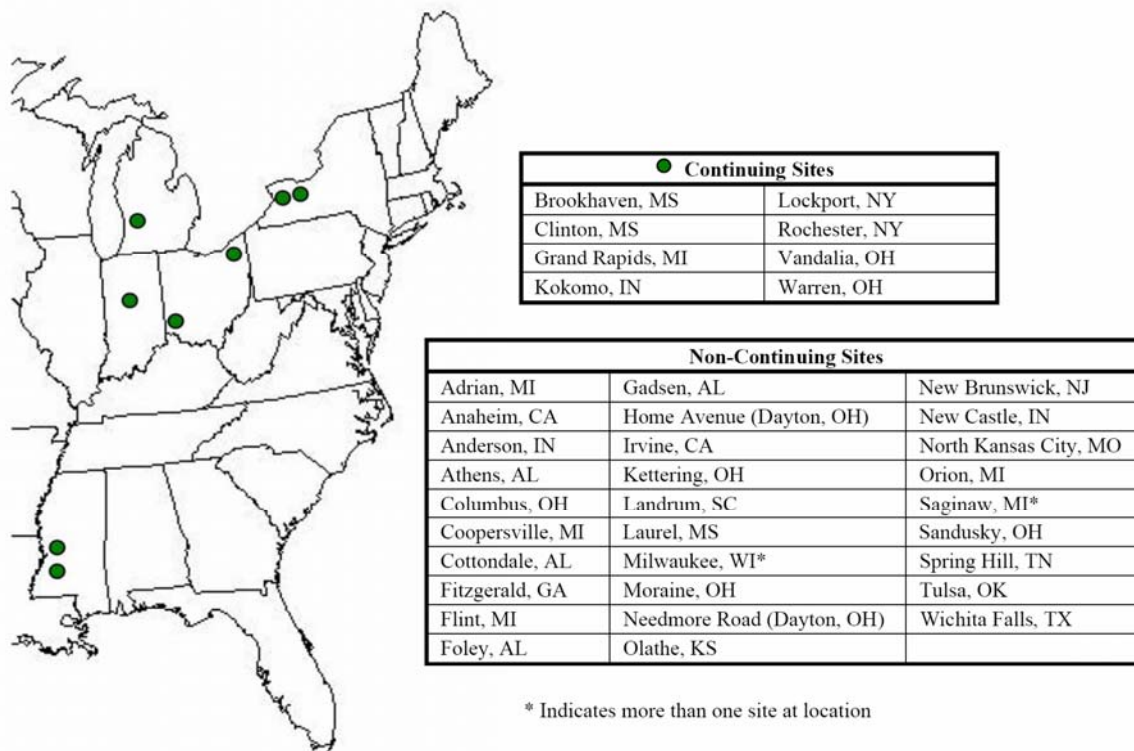 Continuing Sites
Brookhaven, MS Lockport, NY
Clinton, MS Rochester, NY
Grand Rapids, MI Vandalia, OH
Kokomo, IN Warren, OH
Non-Continuing Sites
Adrian, MI Gadsen, AL New Brunswick, NJ
Anaheim, CA Home Avenue (Dayton, OH) New Castle, IN
Anderson, IN Irvine, CA North Kansas City, MO
Athens, AL Kettering, OH Orion, MI
Columbus, OH Landrum, SC Saginaw, MI*
Coopersville, MI Laurel, MS Sandusky, OH
Cottondale, AL Milwaukee, WI* Spring Hill, TN
Fitzgerald, GA Moraine, OH Tulsa, OK
Flint, MI Needmore Road (Dayton, OH) Wichita Falls, TX
Foley, AL Olathe, KS
* Indicates more than one site at location